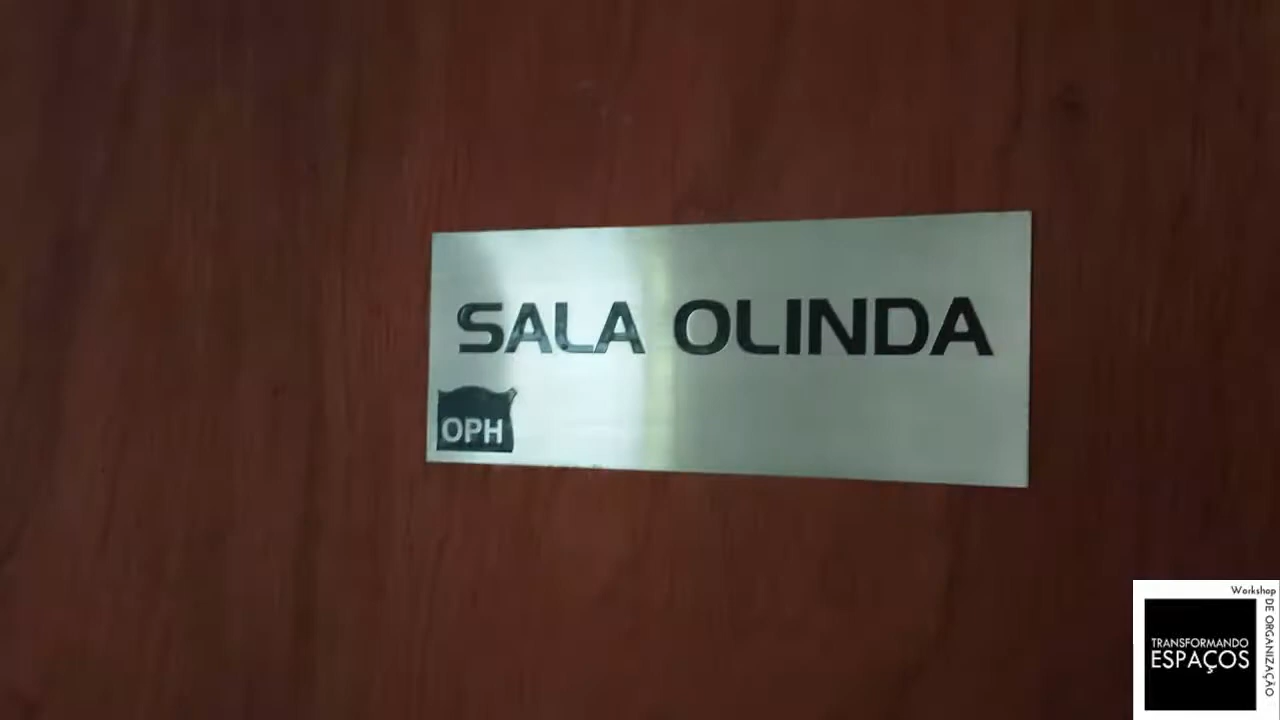 SALA OLINDA
OPH
Workshop
DE ORGANIZAÇÃO
TRANSFORMANDO
ESPAÇOS